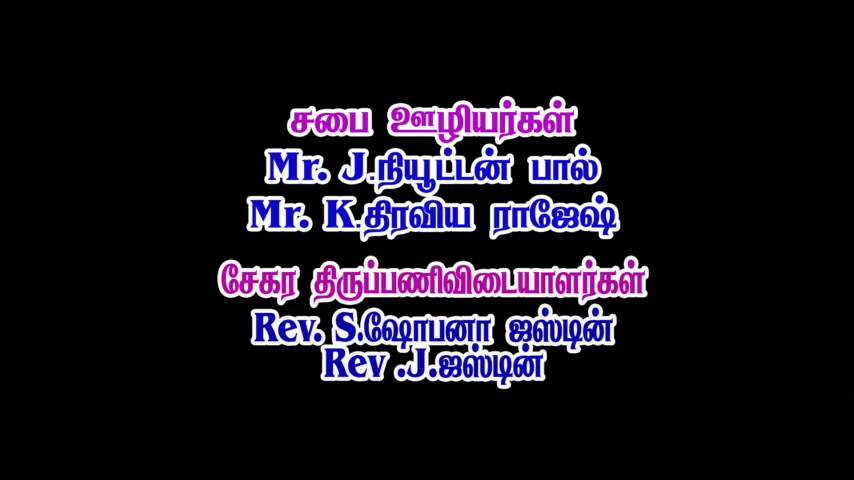 சபை ஊழியர்கள்
Mr. J.நியூட்டன் பால்
Mr. K.திரவிய ராஜேஷ்
சேகர திருப்பணிவிடையாளர்கள்
Rev. S.ஷோபனா ஜஸ்டின்
Rev .J.ஜஸ்டின்